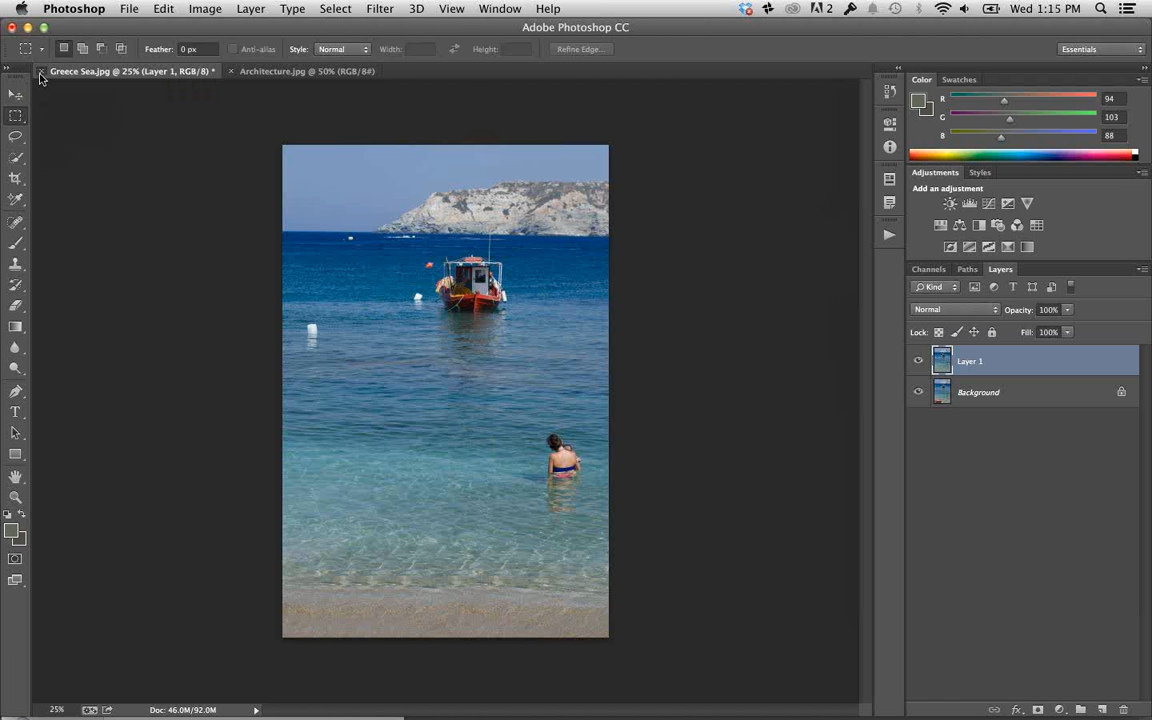 Photoshop File Edit Image Layer Type Select Filter 3D View Window Help 2 Wed 1:15 PM
Adobe Photoshop CC
Feather: 0 px Anti-alias Style: Normal Width: Height: Refine Edge... Essentials
Greece Sea.jpg @ 25% (Layer 1, RGB/8) * Architecture.jpg @ 50% (RGB/8#)
Color Swatches
R 94
G 103
B 88
Adjustments Styles
Add an adjustment
Channels Paths Layers
Kind
Normal Opacity: 100%
Lock: Fill: 100%
Layer 1
Background
25% Doc: 46.0M/92.0M